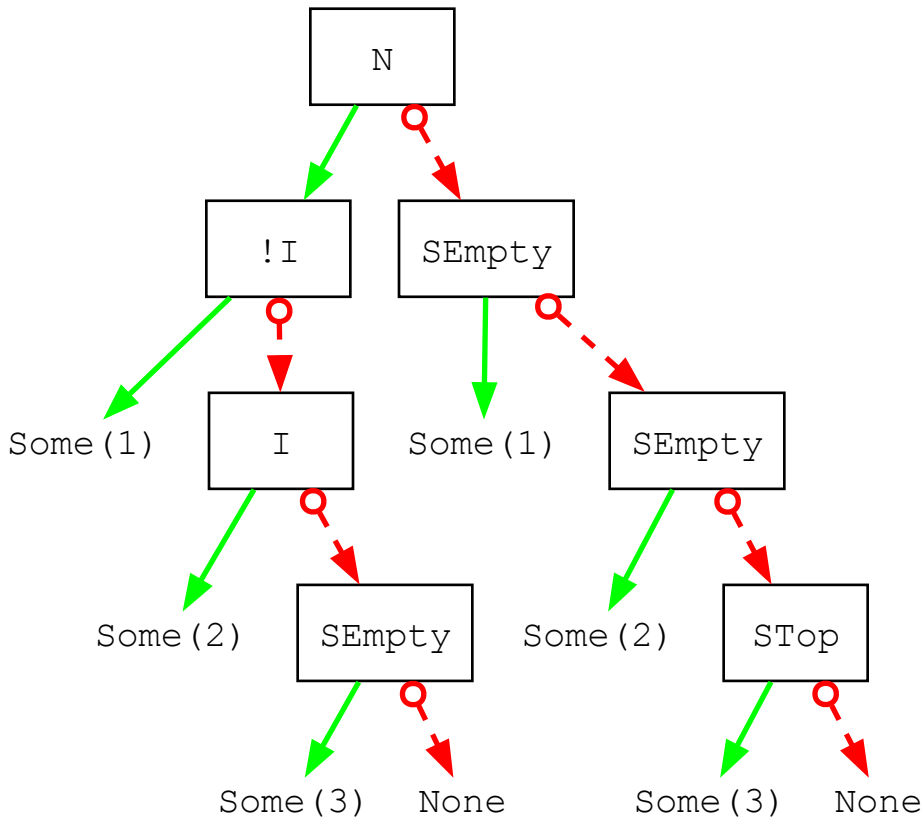 N
!I
SEmpty
Some(1)
I
Some(1)
SEmpty
Some(2)
SEmpty
Some(2)
STop
Some(3)
None
Some(3)
None